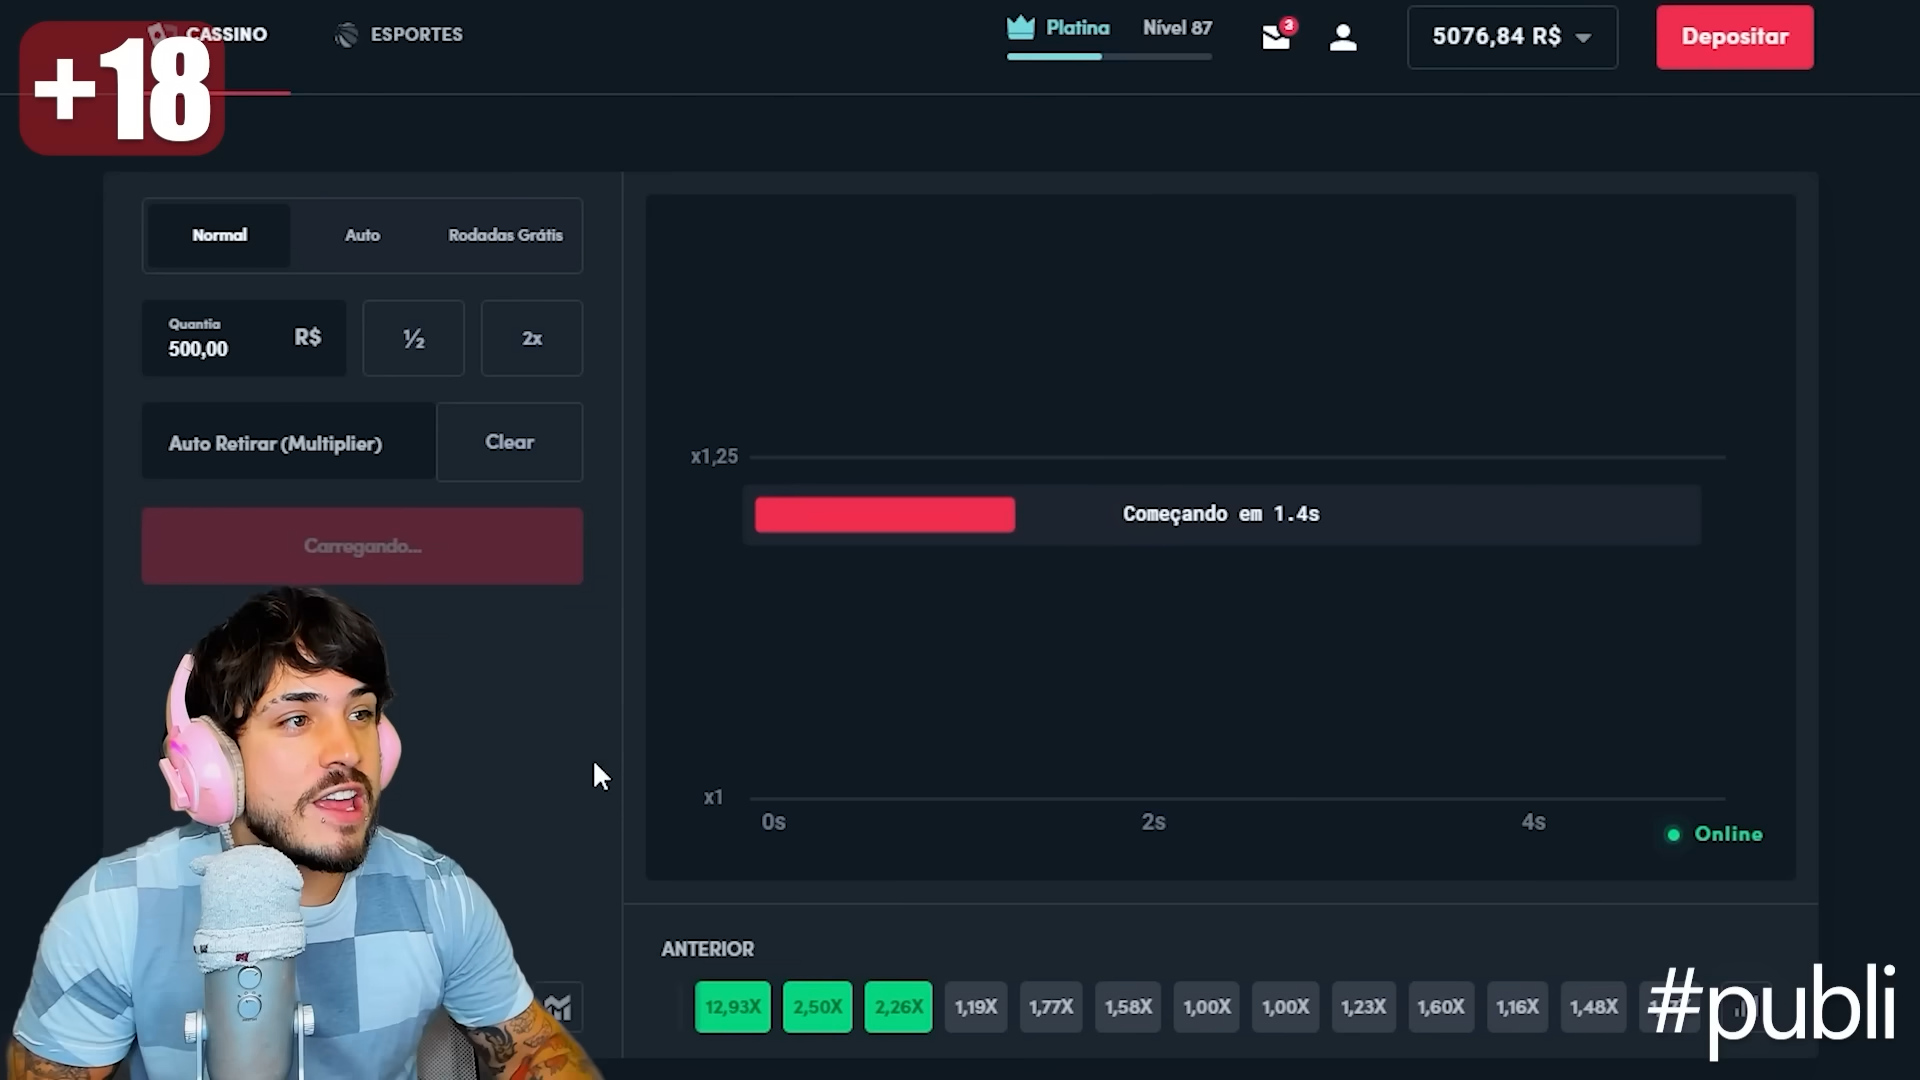 CASSINO
ESPORTES
Platina
Nível 87
3
5076,84 R$
Depositar
+18
Normal
Auto
Rodadas Grátis
Quantia
500,00
R$
½
2x
Auto Retirar (Multiplier)
Clear
Carregando...
x1,25
Começando em 1.4s
x1
0s
2s
4s
Online
ANTERIOR
12,93X
2,50X
2,26X
1,19X
1,77X
1,58X
1,00X
1,00X
1,23X
1,60X
1,16X
1,48X
#publi